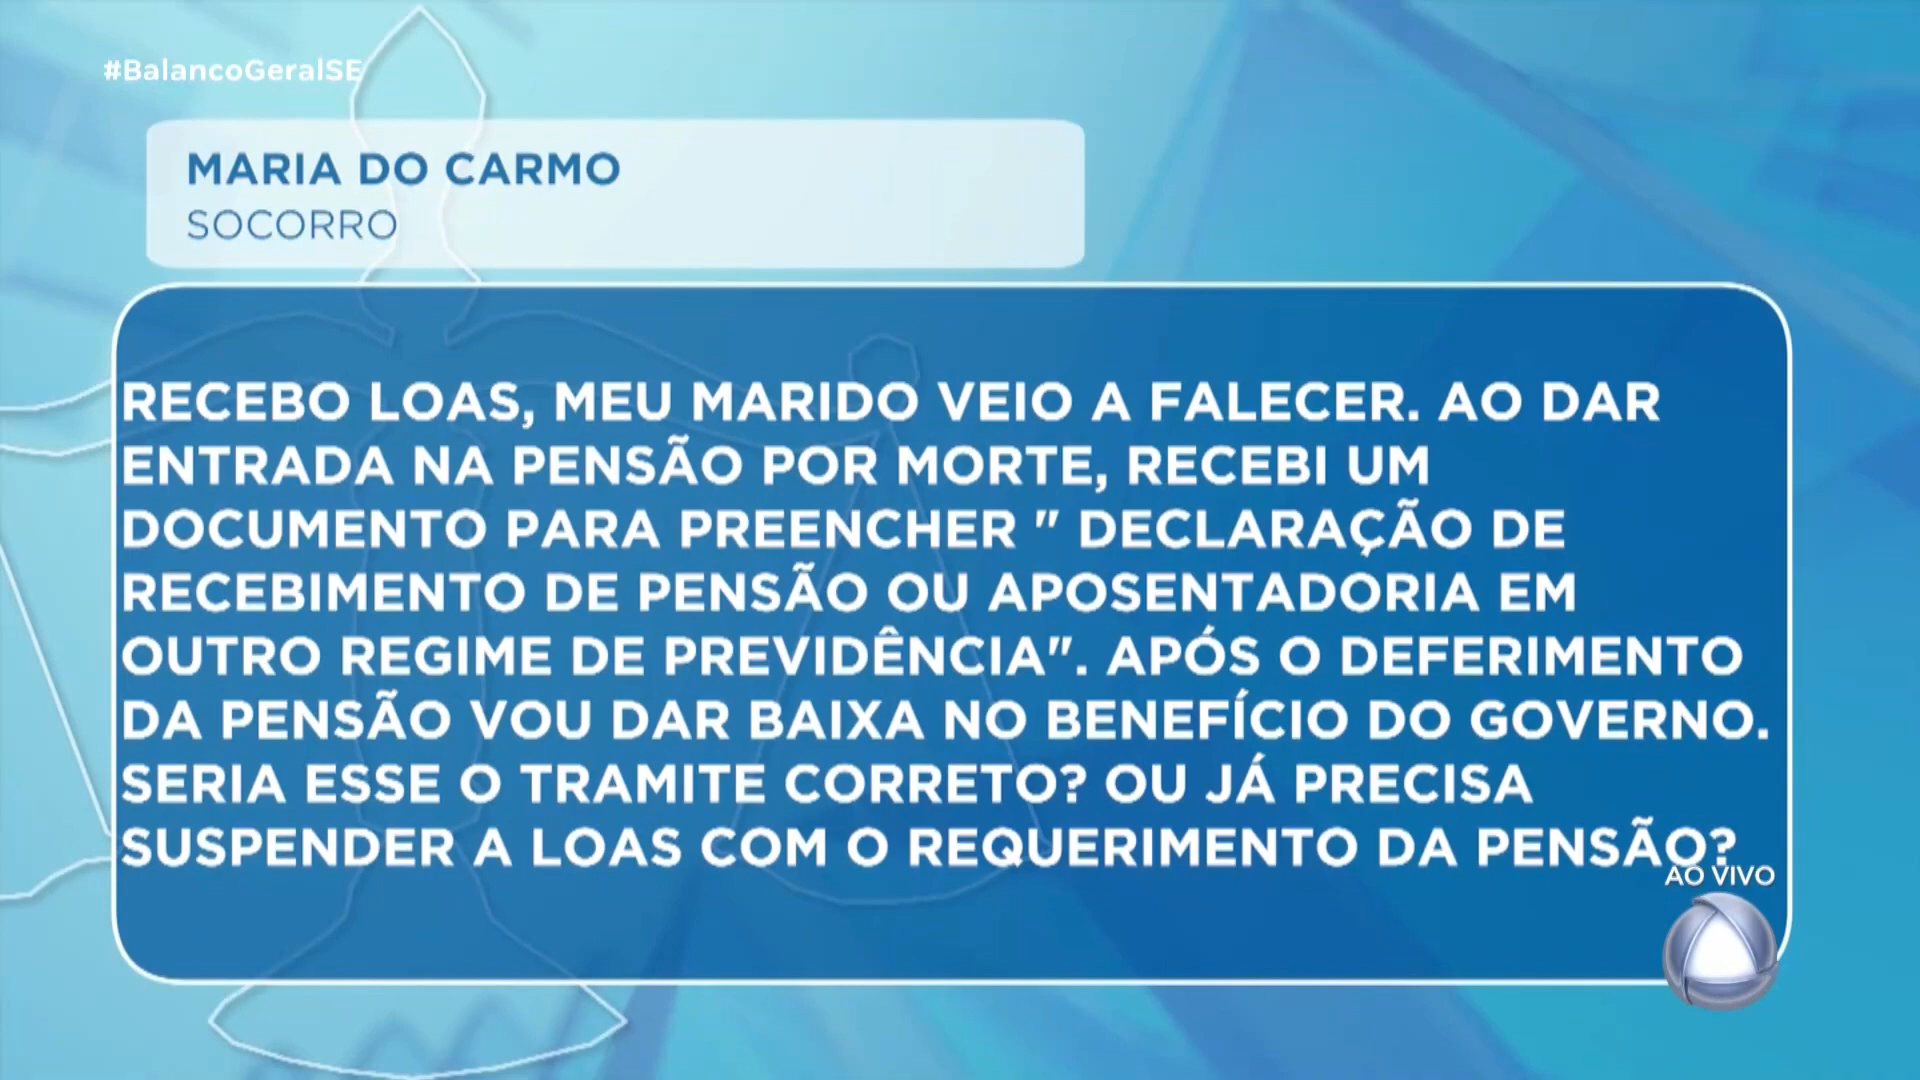 #BalancoGeralSE
MARIA DO CARMO
SOCORRO
RECEBO LOAS, MEU MARIDO VEIO A FALECER. AO DAR
ENTRADA NA PENSÃO POR MORTE, RECEBI UM
DOCUMENTO PARA PREENCHER " DECLARAÇÃO DE
RECEBIMENTO DE PENSÃO OU APOSENTADORIA EM
OUTRO REGIME DE PREVIDÊNCIA". APÓS O DEFERIMENTO
DA PENSÃO VOU DAR BAIXA NO BENEFÍCIO DO GOVERNO.
SERIA ESSE O TRAMITE CORRETO? OU JÁ PRECISA
SUSPENDER A LOAS COM O REQUERIMENTO DA PENSÃO?
AO VIVO